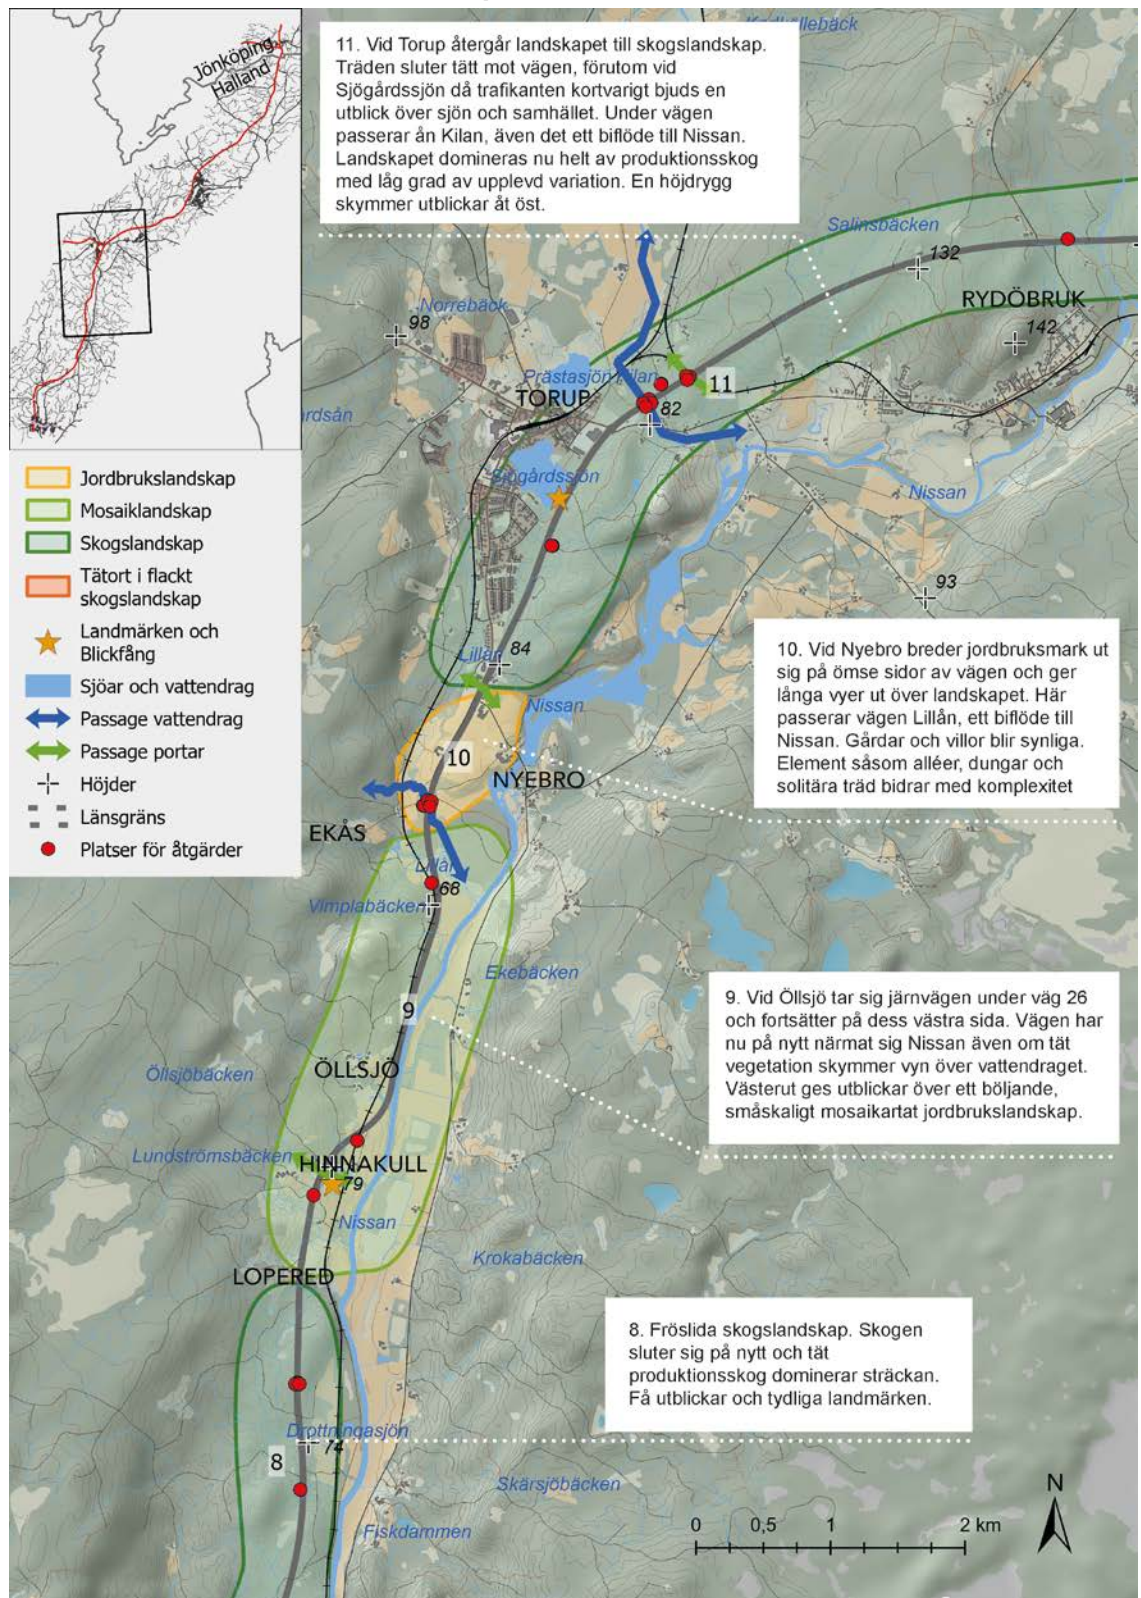 Jönköping
Halland
11. Vid Torup återgår landskapet till skogslandskap.
Träden sluter tätt mot vägen, förutom vid
Sjögårdssjön då trafikanten kortvarigt bjuds en
utblick över sjön och samhället. Under vägen
passerar ån Kilan, även det ett biflöde till Nissan.
Landskapet domineras nu helt av produktionsskog
med låg grad av upplevd variation. En höjdrygg
skymmer utblickar åt öst.
Salinsbäcken
132
RYDÖBRUK
142
Norrebäck
98
Prästasjön
Kilan
11
TORUP
82
Sjögårdssjön
Nissan
93
Jordbrukslandskap
Mosaiklandskap
Skogslandskap
Tätort i flackt
skogslandskap
Landmärken och
Blickfång
Sjöar och vattendrag
Passage vattendrag
Passage portar
Höjder
Länsgräns
Platser för åtgärder
84
Lillån
Nissan
10. Vid Nyebro breder jordbruksmark ut
sig på ömse sidor av vägen och ger
långa vyer ut över landskapet. Här
passerar vägen Lillån, ett biflöde till
Nissan. Gårdar och villor blir synliga.
Element såsom alléer, dungar och
solitära träd bidrar med komplexitet
10
NYEBRO
EKÅS
Lillån
68
Vimplabäcken
Ekebäcken
9
9. Vid Öllsjö tar sig järnvägen under väg 26
och fortsätter på dess västra sida. Vägen har
nu på nytt närmat sig Nissan även om tät
vegetation skymmer vyn över vattendraget.
Västerut ges utblickar över ett böljande,
småskaligt mosaikartat jordbrukslandskap.
ÖLLSJÖ
Öllsjöbäcken
Lundströmsbäcken
HINNAKULL
79
Nissan
Krokabäcken
LOPERED
8. Fröslida skogslandskap. Skogen
sluter sig på nytt och tät
produktionsskog dominerar sträckan.
Få utblickar och tydliga landmärken.
Drottningasjön
74
8
Skärsjöbäcken
Fiskdammen
N
0 0,5 1 2 km